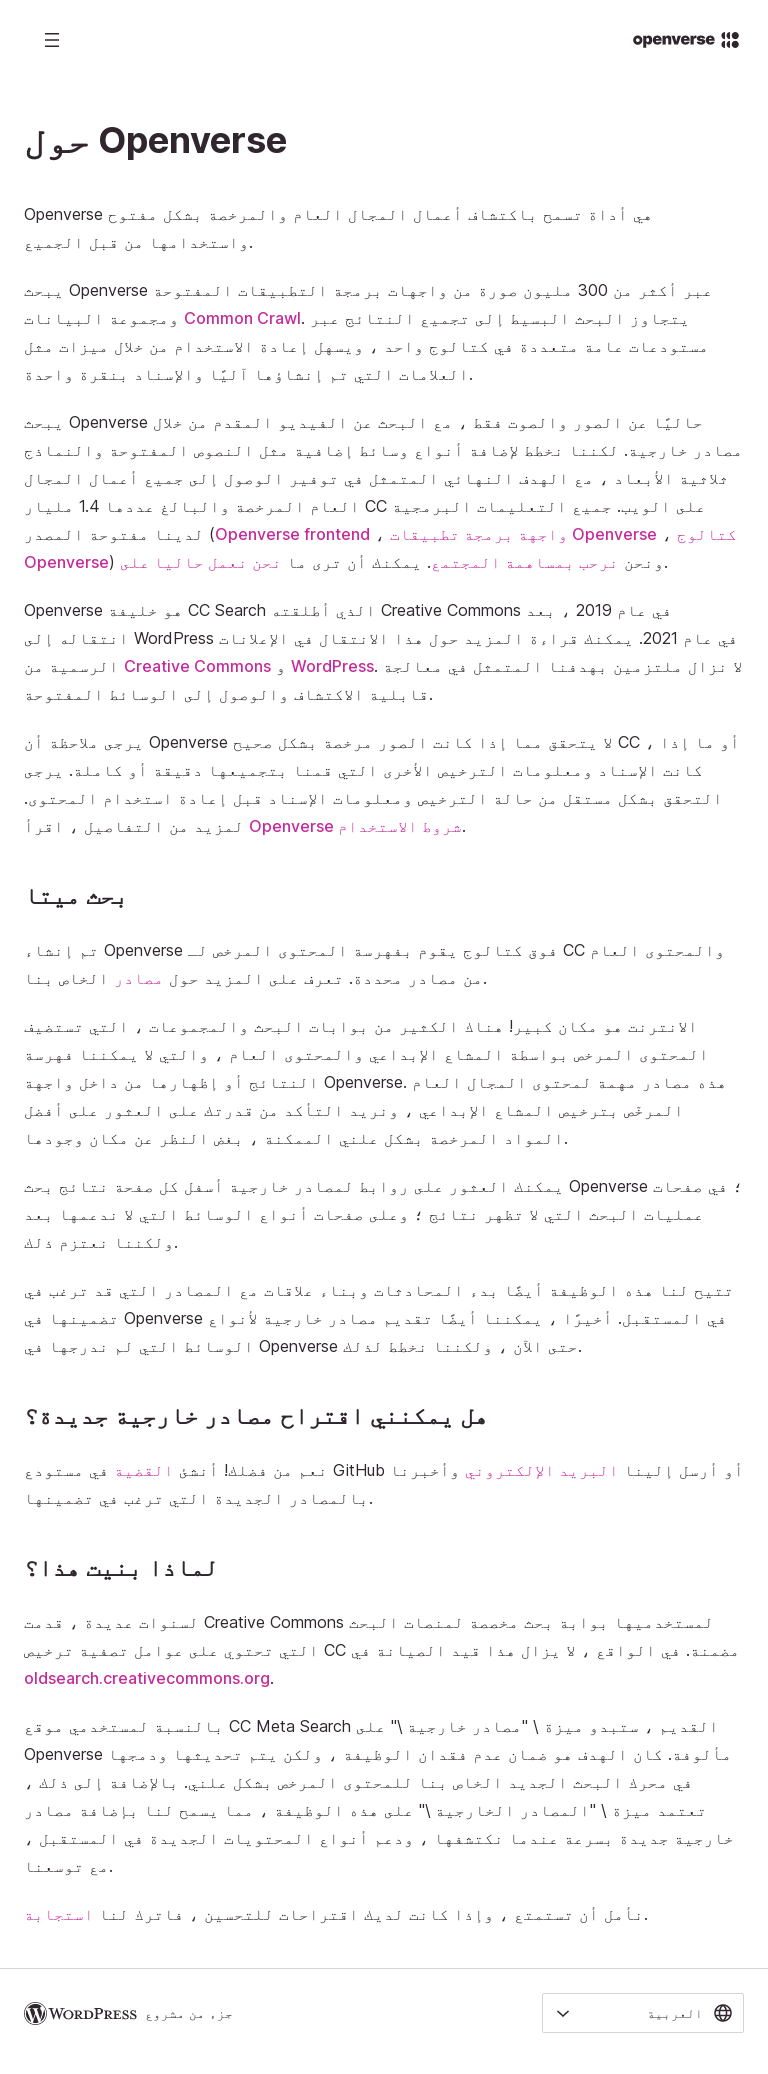 openverse
حول Openverse
Openverse هي أداة تسمح باكتشاف أعمال المجال العام والمرخصة بشكل مفتوح
واستخدامها من قبل الجميع.
يبحث Openverse عبر أكثر من 300 مليون صورة من واجهات برمجة التطبيقات المفتوحة
ومجموعة البيانات Common Crawl. يتجاوز البحث البسيط إلى تجميع النتائج عبر
مستودعات عامة متعددة في كتالوج واحد ، ويسهل إعادة الاستخدام من خلال ميزات مثل
العلامات التي تم إنشاؤها آليًا والإسناد بنقرة واحدة.
يبحث Openverse حاليًا عن الصور والصوت فقط ، مع البحث عن الفيديو المقدم من خلال
مصادر خارجية. لكننا نخطط لإضافة أنواع وسائط إضافية مثل النصوص المفتوحة والنماذج
ثلاثية الأبعاد ، مع الهدف النهائي المتمثل في توفير الوصول إلى جميع أعمال المجال
العام المرخصة والبالغ عددها 1.4 مليار CC على الويب. جميع التعليمات البرمجية
لدينا مفتوحة المصدر (Openverse frontend ، واجهة برمجة تطبيقات Openverse ، كتالوج
Openverse) ونحن نرحب بمساهمة المجتمع. يمكنك أن ترى ما نحن نعمل حاليا على.
Openverse هو خليفة CC Search الذي أطلقته Creative Commons في عام 2019 ، بعد
انتقاله إلى WordPress في عام 2021. يمكنك قراءة المزيد حول هذا الانتقال في الإعلانات
الرسمية من Creative Commons و WordPress. لا نزال ملتزمين بهدفنا المتمثل في معالجة
قابلية الاكتشاف والوصول إلى الوسائط المفتوحة.
يرجى ملاحظة أن Openverse لا يتحقق مما إذا كانت الصور مرخصة بشكل صحيح CC ، أو ما إذا
كانت الإسناد ومعلومات الترخيص الأخرى التي قمنا بتجميعها دقيقة أو كاملة. يرجى
التحقق بشكل مستقل من حالة الترخيص ومعلومات الإسناد قبل إعادة استخدام المحتوى.
لمزيد من التفاصيل ، اقرأ Openverse شروط الاستخدام.
بحث ميتا
تم إنشاء Openverse فوق كتالوج يقوم بفهرسة المحتوى المرخص لـ CC والمحتوى العام
من مصادر محددة. تعرف على المزيد حول مصادر الخاص بنا.
الانترنت هو مكان كبير! هناك الكثير من بوابات البحث والمجموعات ، التي تستضيف
المحتوى المرخص بواسطة المشاع الإبداعي والمحتوى العام ، والتي لا يمكننا فهرسة
النتائج أو إظهارها من داخل واجهة Openverse. هذه مصادر مهمة لمحتوى المجال العام
المرخّص بترخيص المشاع الإبداعي ، ونريد التأكد من قدرتك على العثور على أفضل
المواد المرخصة بشكل علني الممكنة ، بغض النظر عن مكان وجودها.
يمكنك العثور على روابط لمصادر خارجية أسفل كل صفحة نتائج بحث Openverse ؛ في صفحات
عمليات البحث التي لا تظهر نتائج ؛ وعلى صفحات أنواع الوسائط التي لا ندعمها بعد
ولكننا نعتزم ذلك.
تتيح لنا هذه الوظيفة أيضًا بدء المحادثات وبناء علاقات مع المصادر التي قد ترغب في
تضمينها في Openverse في المستقبل. أخيرًا ، يمكننا أيضًا تقديم مصادر خارجية لأنواع
الوسائط التي لم ندرجها في Openverse حتى الآن ، ولكننا نخطط لذلك.
هل يمكنني اقتراح مصادر خارجية جديدة؟
نعم من فضلك! أنشئ القضية في مستودع GitHub أو أرسل إلينا البريد الإلكتروني وأخبرنا
بالمصادر الجديدة التي ترغب في تضمينها.
لماذا بنيت هذا؟
لسنوات عديدة ، قدمت Creative Commons لمستخدميها بوابة بحث مخصصة لمنصات البحث
التي تحتوي على عوامل تصفية ترخيص CC مضمنة. في الواقع ، لا يزال هذا قيد الصيانة في
oldsearch.creativecommons.org.
بالنسبة لمستخدمي موقع CC Meta Search القديم ، ستبدو ميزة \ "مصادر خارجية \" على
Openverse مألوفة. كان الهدف هو ضمان عدم فقدان الوظيفة ، ولكن يتم تحديثها ودمجها
في محرك البحث الجديد الخاص بنا للمحتوى المرخص بشكل علني. بالإضافة إلى ذلك ،
تعتمد ميزة \ "المصادر الخارجية \" على هذه الوظيفة ، مما يسمح لنا بإضافة مصادر
خارجية جديدة بسرعة عندما نكتشفها ، ودعم أنواع المحتويات الجديدة في المستقبل ،
مع توسعنا.
نأمل أن تستمتع ، وإذا كانت لديك اقتراحات للتحسين ، فاترك لنا استجابة.
العربية
جزء من مشروع WordPress